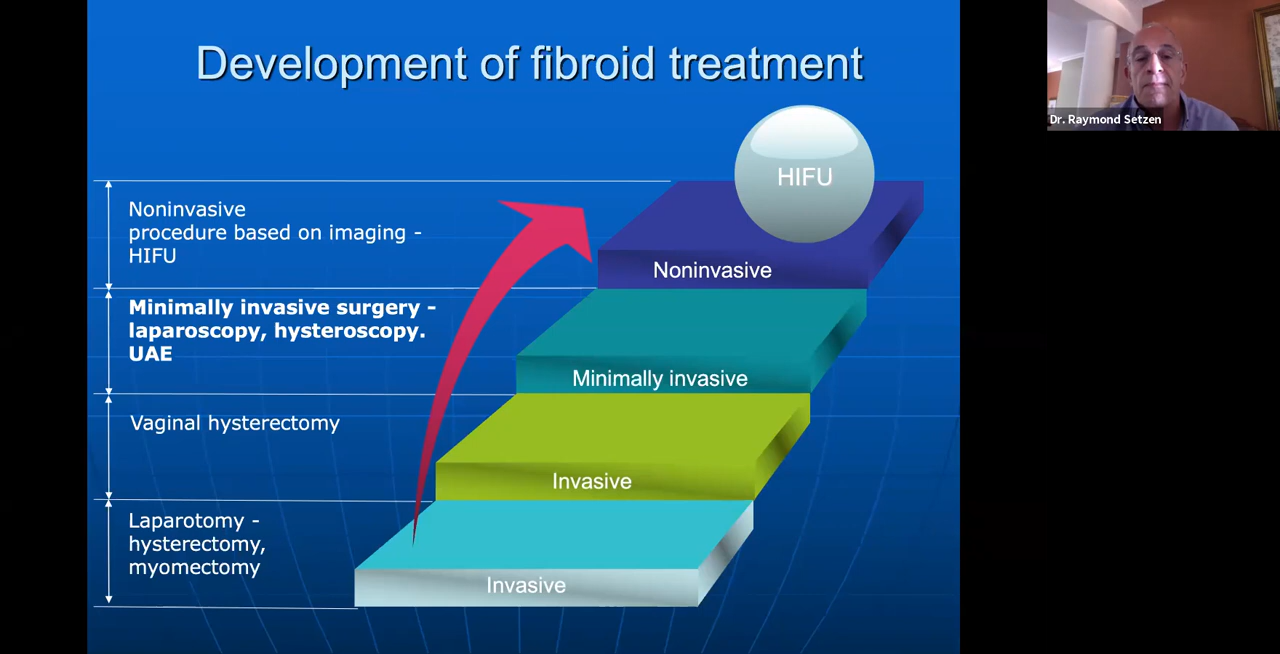 Development of fibroid treatment
Dr. Raymond Setzen
HIFU
Noninvasive
procedure based on imaging -
HIFU
Noninvasive
Minimally invasive surgery -
laparoscopy, hysteroscopy.
UAE
Minimally invasive
Vaginal hysterectomy
Invasive
Laparotomy -
hysterectomy,
myomectomy
Invasive